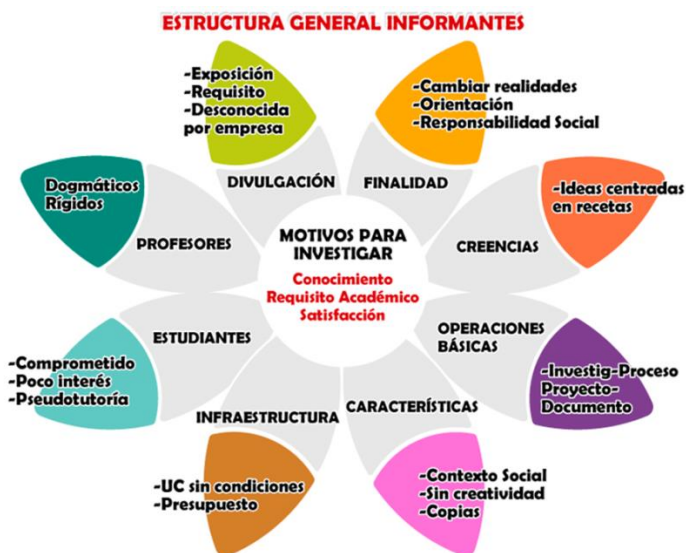 ESTRUCTURA GENERAL INFORMANTES
-Exposición
-Requisito
-Desconocida
por empresa
DIVULGACIÓN
-Cambiar realidades
-Orientación
-Responsabilidad Social
FINALIDAD
Dogmáticos
Rígidos
PROFESORES
-Ideas centradas
en recetas
CREENCIAS
MOTIVOS PARA
INVESTIGAR
Conocimiento
Requisito Académico
Satisfacción
ESTUDIANTES
-Comprometido
-Poco interés
-Pseudotutoría
OPERACIONES
BÁSICAS
-Investig-Proceso
Proyecto-
Documento
INFRAESTRUCTURA
-UC sin condiciones
-Presupuesto
CARACTERÍSTÍCAS
-Contexto Social
-Sin creatividad
-Copias